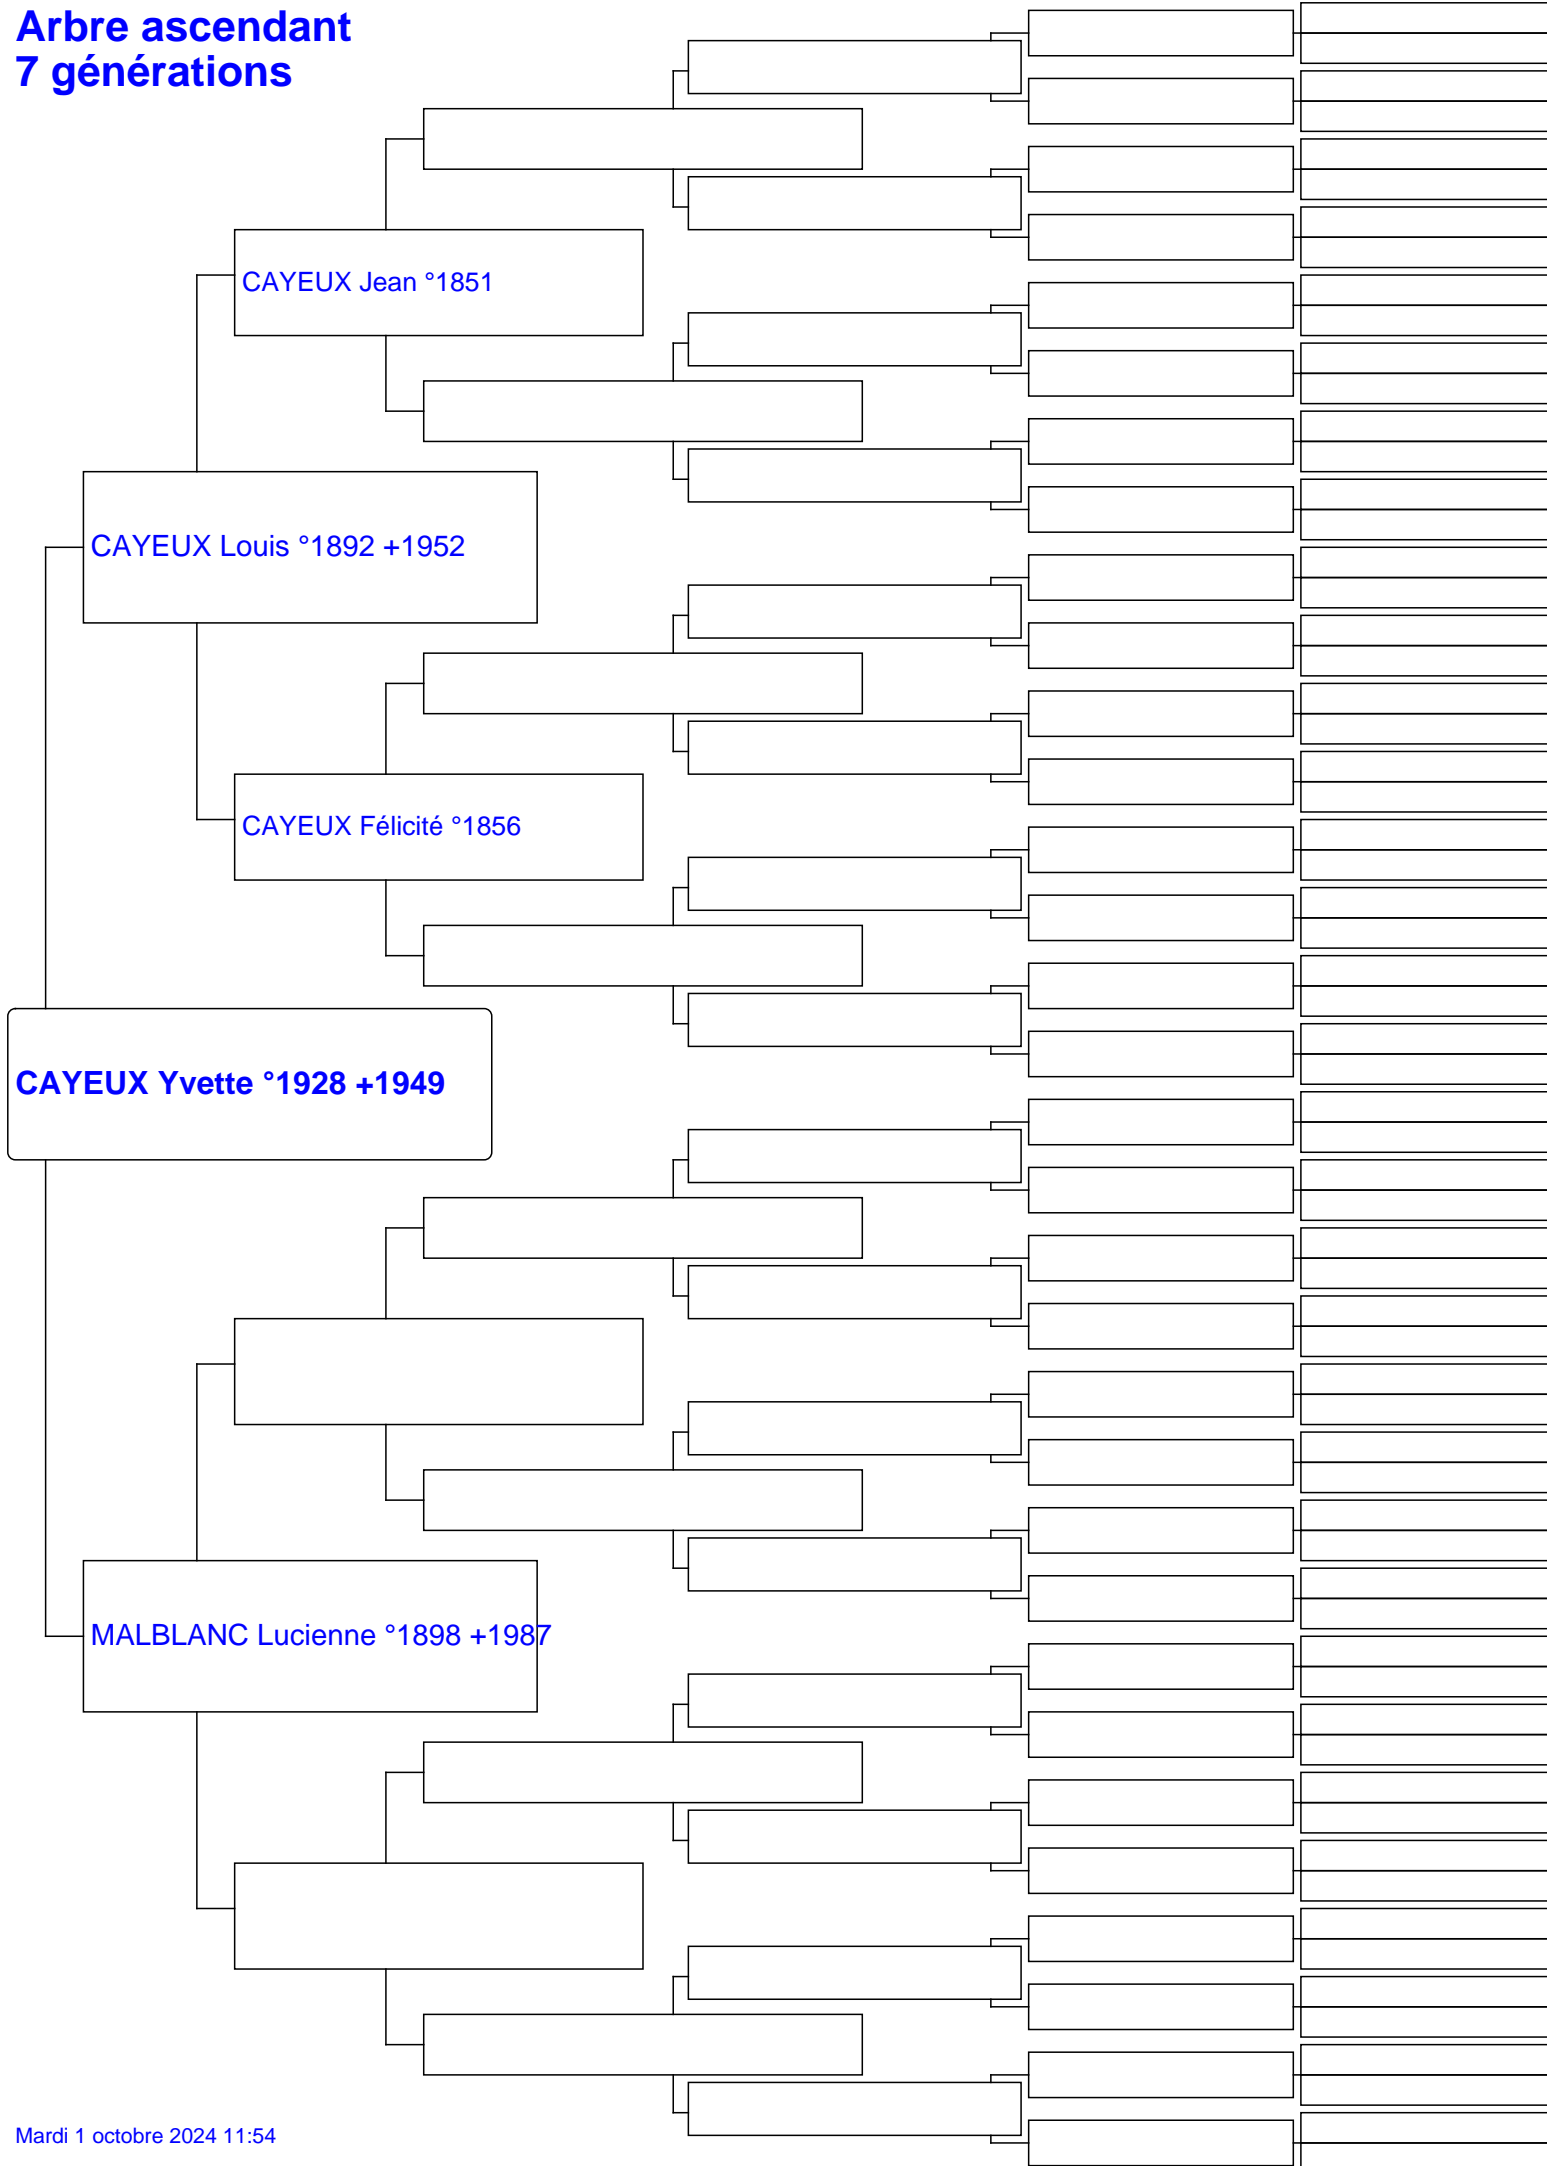 Arbre ascendant
7 générations
CAYEUX Jean °1851
CAYEUX Louis °1892 +1952
CAYEUX Félicité °1856
CAYEUX Yvette °1928 +1949
MALBLANC Lucienne °1898 +1987
Mardi 1 octobre 2024 11:54